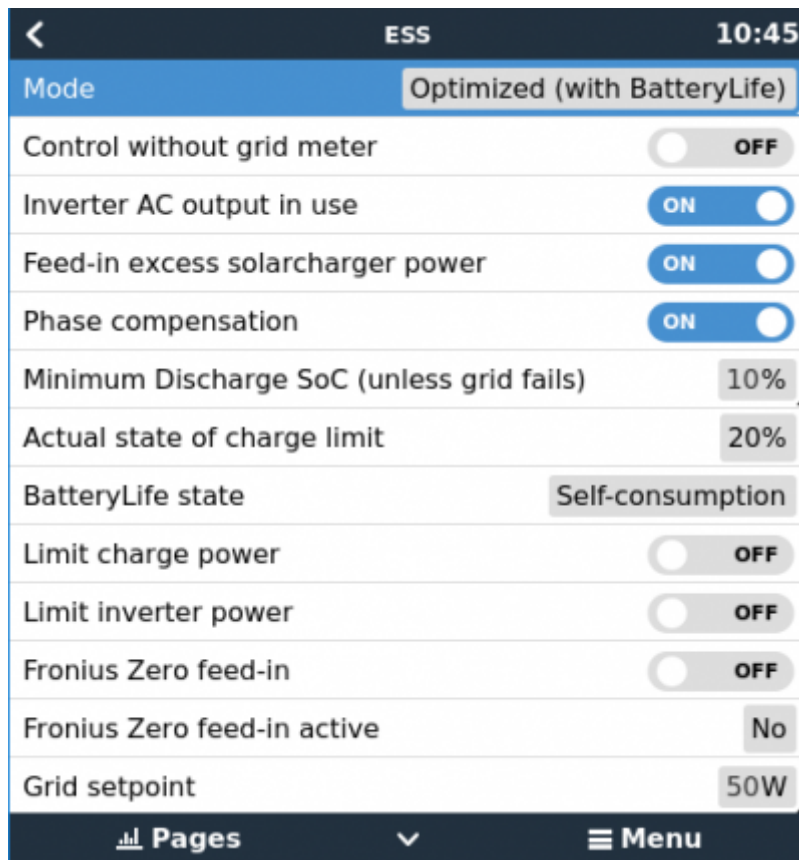 ESS 10:45
Mode Optimized (with BatteryLife)
Control without grid meter OFF
Inverter AC output in use ON
Feed-in excess solarcharger power ON
Phase compensation ON
Minimum Discharge SoC (unless grid fails) 10%
Actual state of charge limit 20%
BatteryLife state Self-consumption
Limit charge power OFF
Limit inverter power OFF
Fronius Zero feed-in OFF
Fronius Zero feed-in active No
Grid setpoint 50W
Pages Menu